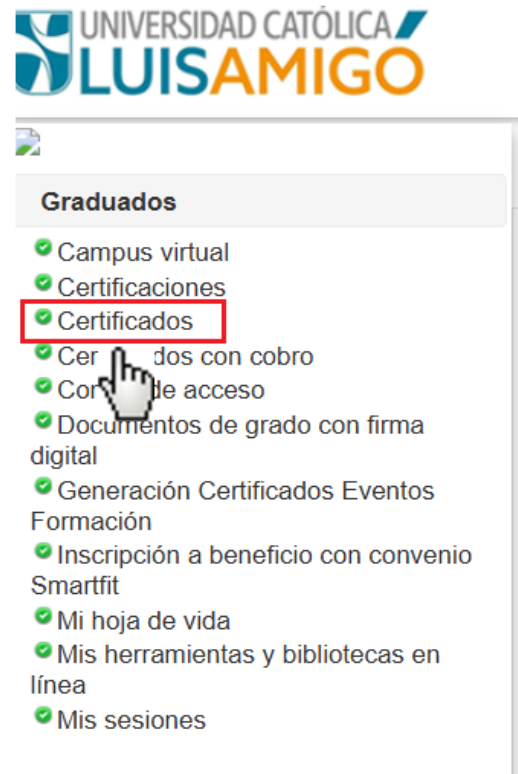 UNIVERSIDAD CATÓLICA
LUISAMIGÓ
Graduados
Campus virtual
Certificaciones
Certificados
con cobro
de acceso
Documentos de grado con firma
digital
Generación Certificados Eventos
Formación
Inscripción a beneficio con convenio
Smartfit
Mi hoja de vida
Mis herramientas y bibliotecas en
línea
Mis sesiones